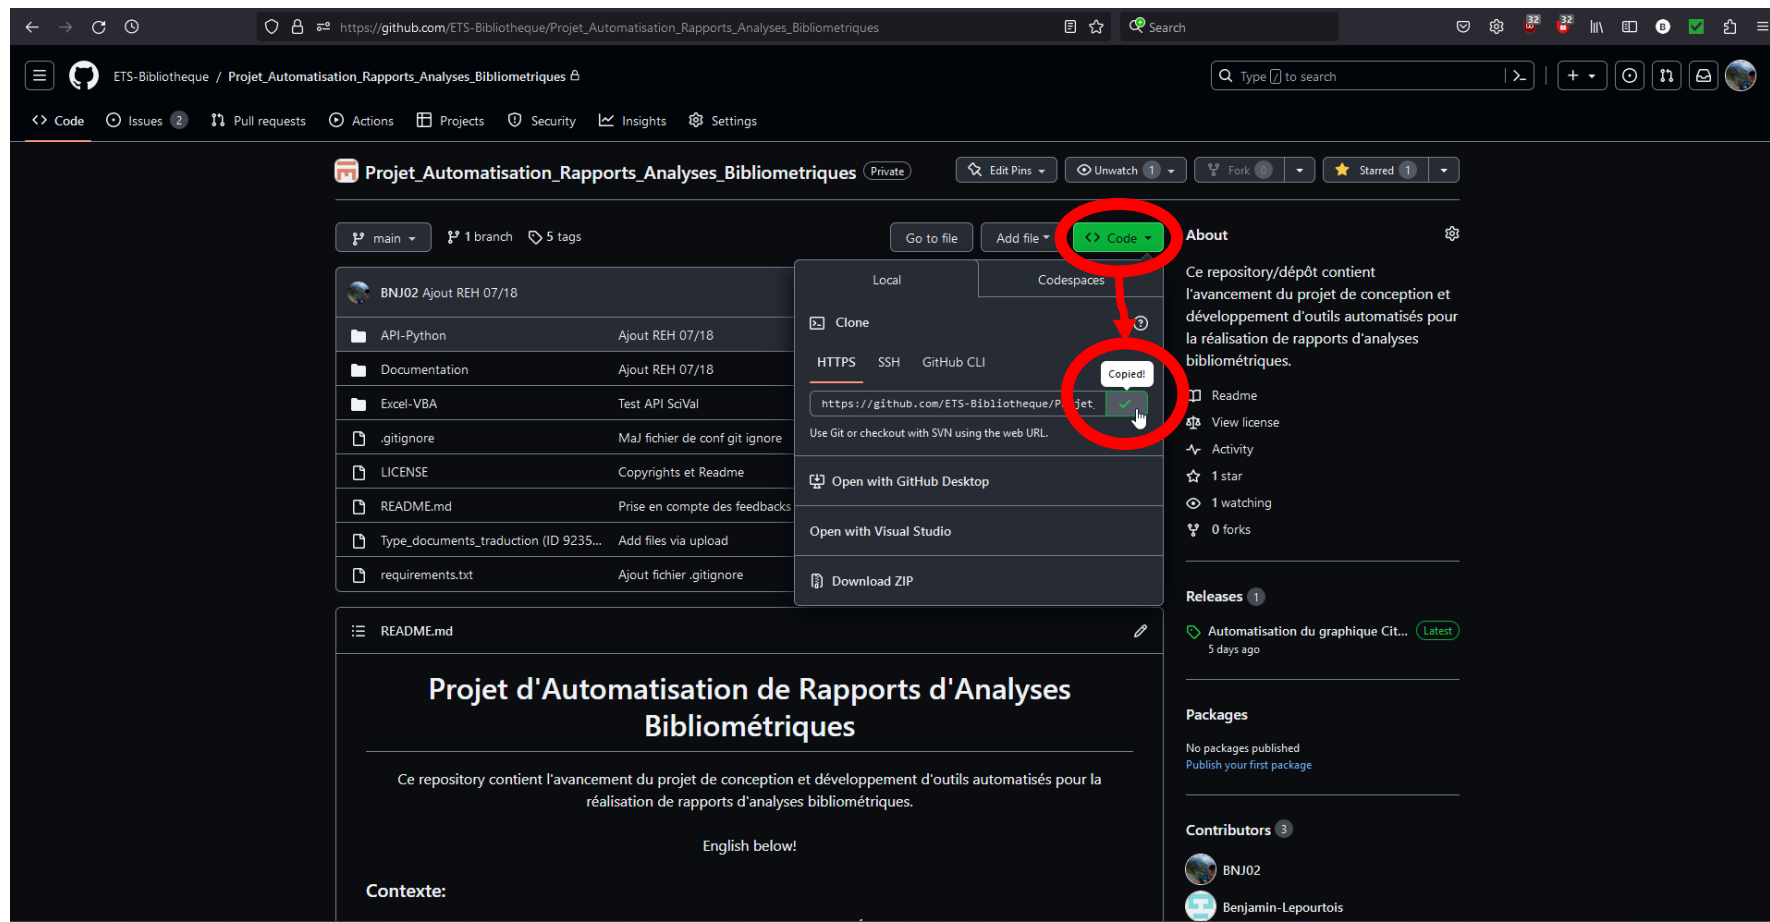 https://github.com/ETS-Bibliotheque/Projet_Automatisation_Rapports_Analyses_Bibliometriques
Search
32
32
ETS-Bibliotheque / Projet_Automatisation_Rapports_Analyses_Bibliometriques
Type / to search
<> Code
Issues 2
Pull requests
Actions
Projects
Security
Insights
Settings
Projet_Automatisation_Rapports_Analyses_Bibliometriques Private
Edit Pins
Unwatch 1
Fork 0
Starred 1
main
1 branch
5 tags
Go to file
Add file
<> Code
BNJ02 Ajout REH 07/18
API-Python Ajout REH 07/18
Documentation Ajout REH 07/18
Excel-VBA Test API SciVal
.gitignore MaJ fichier de conf git ignore
LICENSE Copyrights et Readme
README.md Prise en compte des feedbacks
Type_documents_traduction (ID 9235... Add files via upload
requirements.txt Ajout fichier .gitignore
Local Codespaces
Clone
HTTPS SSH GitHub CLI
Copied!
https://github.com/ETS-Bibliotheque/Projet_
Use Git or checkout with SVN using the web URL.
Open with GitHub Desktop
Open with Visual Studio
Download ZIP
README.md
Projet d'Automatisation de Rapports d'Analyses
Bibliométriques
Ce repository contient l'avancement du projet de conception et développement d'outils automatisés pour la
réalisation de rapports d'analyses bibliométriques.
English below!
Contexte:
About
Ce repository/dépôt contient
l'avancement du projet de conception et
développement d'outils automatisés pour
la réalisation de rapports d'analyses
bibliométriques.
Readme
View license
Activity
1 star
1 watching
0 forks
Releases 1
Automatisation du graphique Cit... Latest
5 days ago
Packages
No packages published
Publish your first package
Contributors 3
BNJ02
Benjamin-Lepourtois